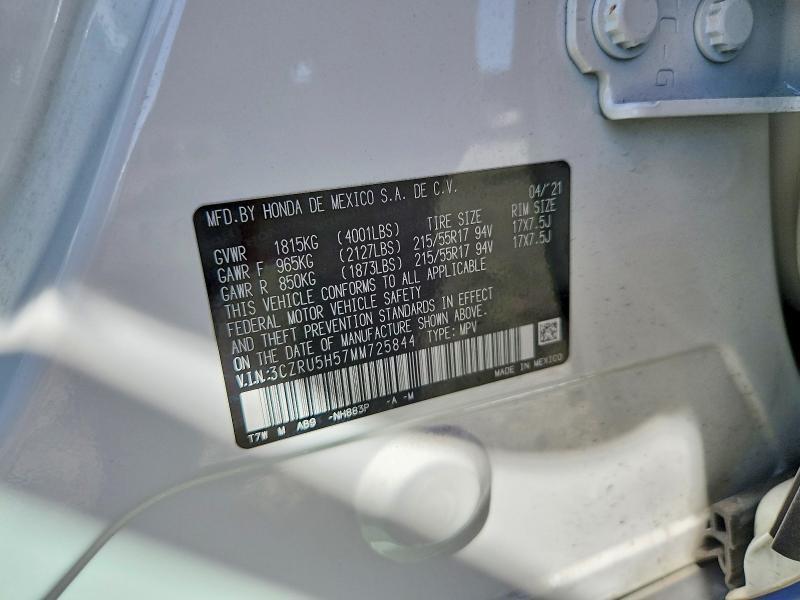 MFD.BY HONDA DE MEXICO S.A. DE C.V. 04/'21
TIRE SIZE RIM SIZE
GVWR 1815KG (4001LBS)
GAWR F 965KG (2127LBS) 215/55R17 94V 17X7.5J
GAWR R 850KG (1873LBS) 215/55R17 94V 17X7.5J
THIS VEHICLE CONFORMS TO ALL APPLICABLE
FEDERAL MOTOR VEHICLE SAFETY
AND THEFT PREVENTION STANDARDS IN EFFECT
ON THE DATE OF MANUFACTURE SHOWN ABOVE.
V.I.N.:3CZRU5H57MM725844 TYPE: MPV
MADE IN MEXICO
T7W M AB9 -NH883P -A -M